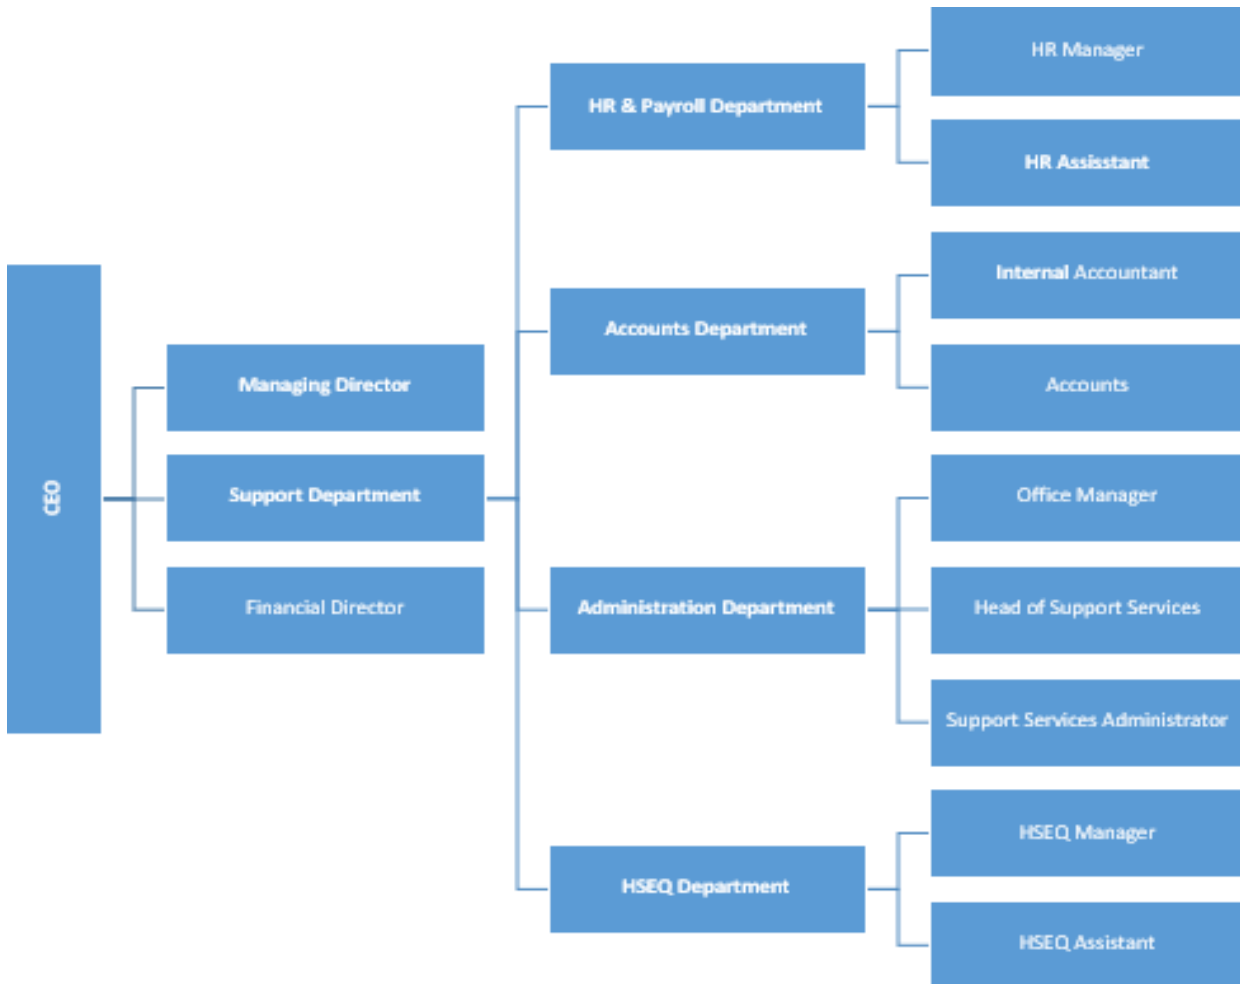 CEO
Managing Director
Support Department
Financial Director
HR & Payroll Department
Accounts Department
Administration Department
HSEQ Department
HR Manager
HR Assisstant
Internal Accountant
Accounts
Office Manager
Head of Support Services
Support Services Administrator
HSEQ Manager
HSEQ Assistant